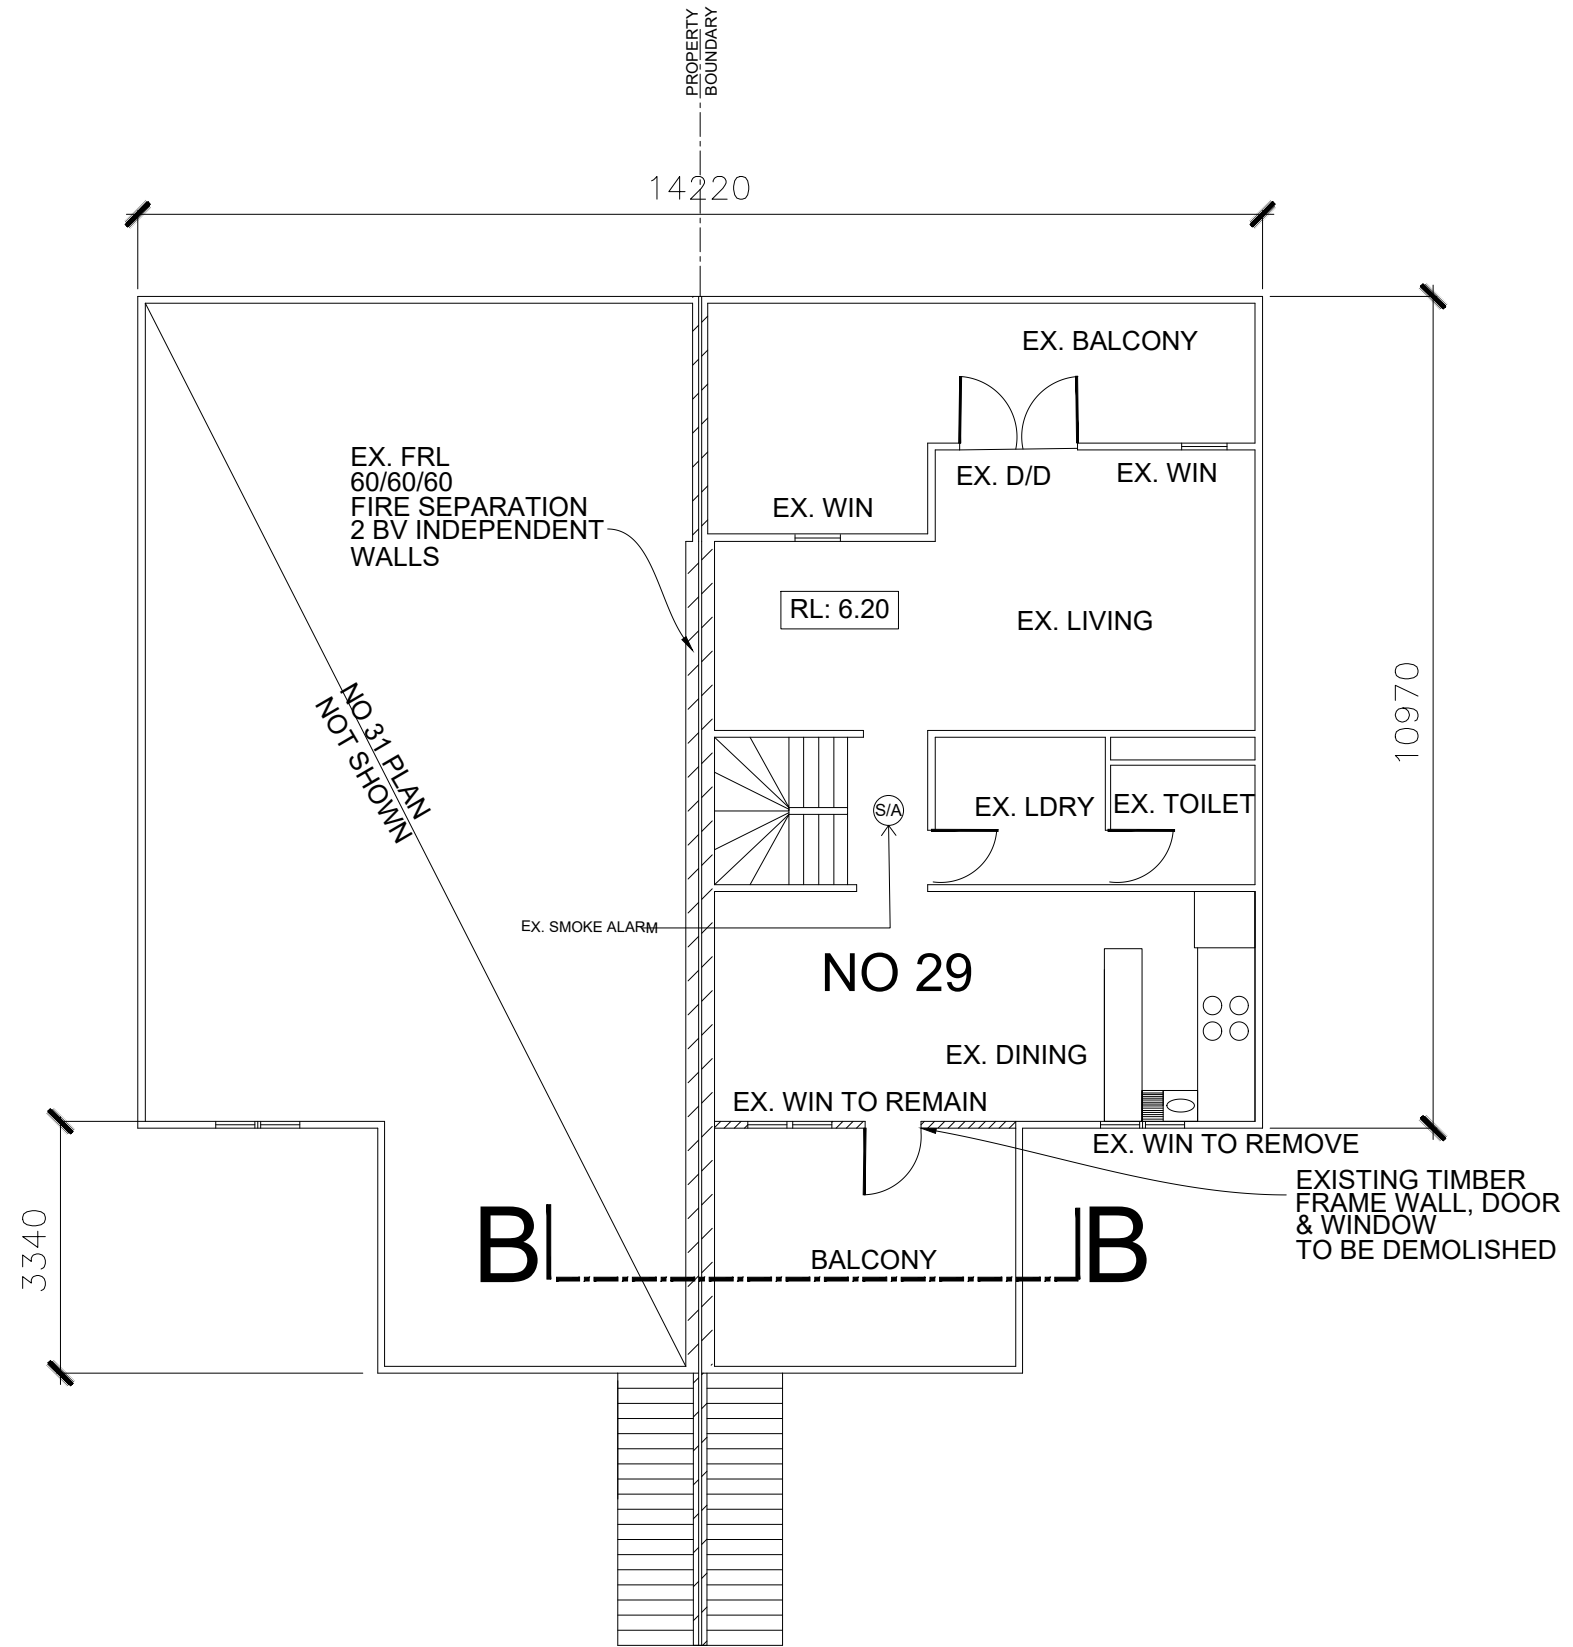 PROPERTY
BOUNDARY
14220
EX. BALCONY
EX. FRL
60/60/60
FIRE SEPARATION
2 BV INDEPENDENT
WALLS
EX. D/D
EX. WIN
EX. WIN
RL: 6.20
EX. LIVING
10970
NO 31 PLAN
NOT SHOWN
S/A
EX. LDRY
EX. TOILET
EX. SMOKE ALARM
NO 29
EX. DINING
EX. WIN TO REMAIN
EX. WIN TO REMOVE
EXISTING TIMBER
FRAME WALL, DOOR
& WINDOW
TO BE DEMOLISHED
3340
B
B
BALCONY